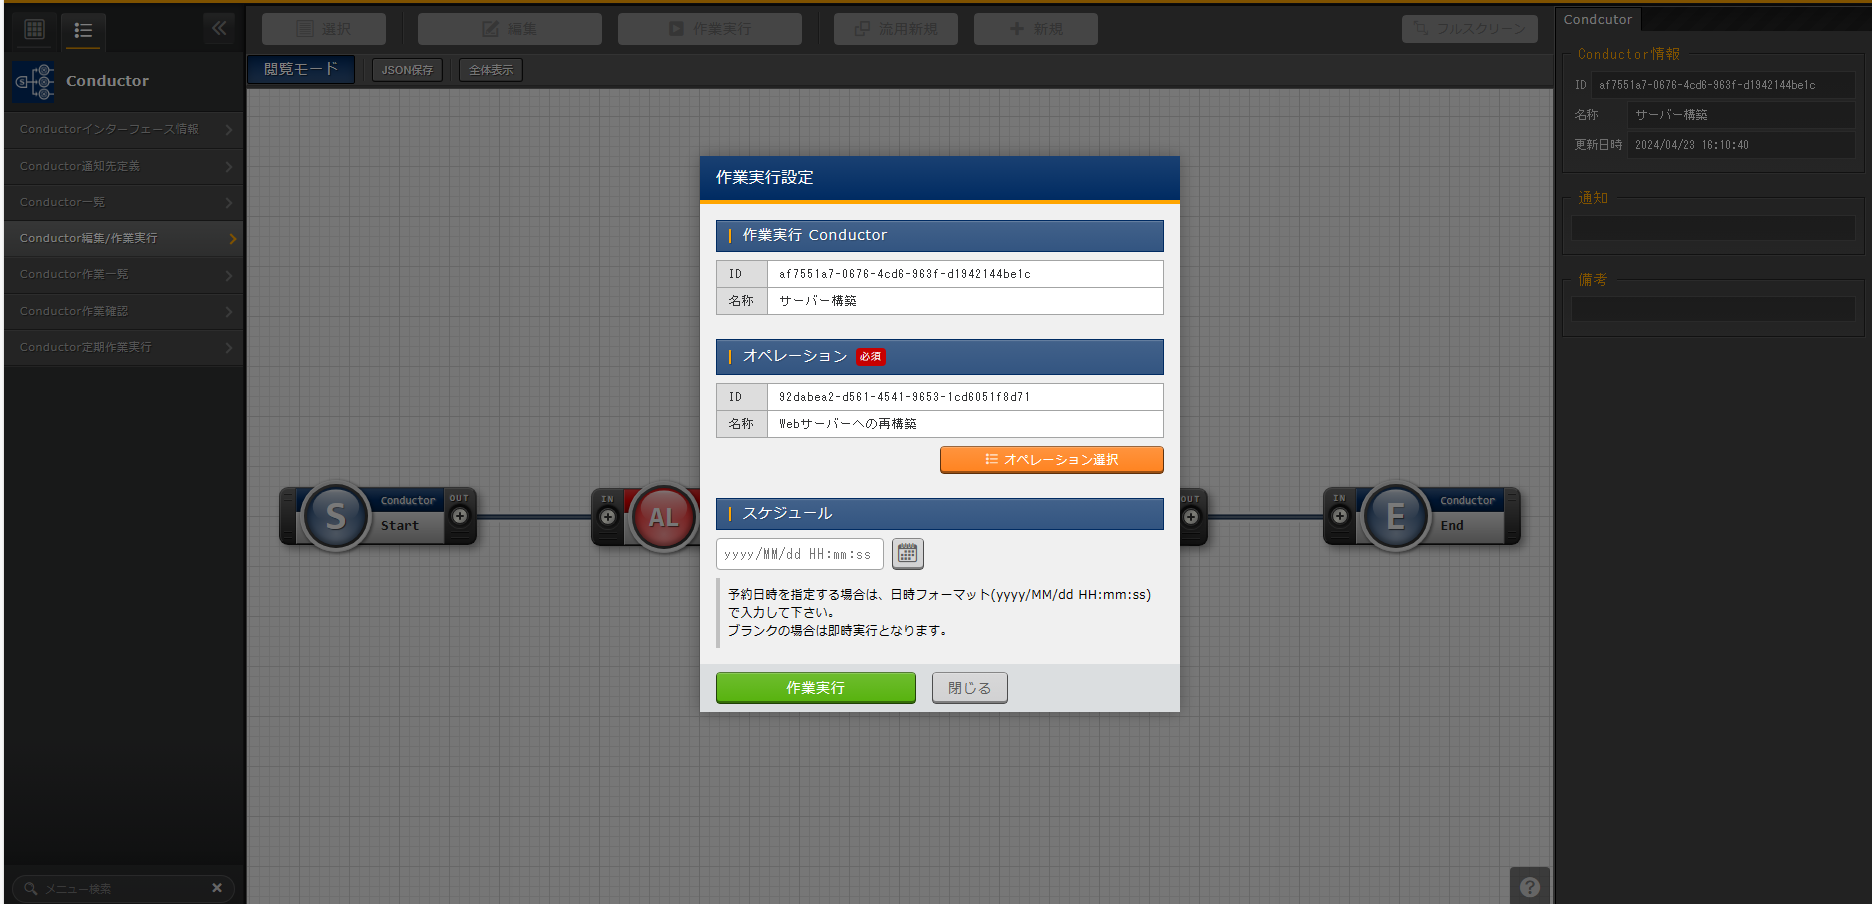 選択
編集
作業実行
流用新規
新規
フルスクリーン
Conductor
閲覧モード
JSON保存
全体表示
Conductorインターフェース情報
Conductor通知先定義
Conductor一覧
Conductor編集/作業実行
Conductor作業一覧
Conductor作業確認
Conductor定期作業実行
メニュー検索
S
Conductor
Start
OUT
IN
AL
OUT
IN
E
Conductor
End
作業実行設定
作業実行 Conductor
ID af7551a7-0676-4cd6-963f-d1942144be1c
名称 サーバー構築
オペレーション 必須
ID 92dabea2-d561-4541-9653-1cd6051f8d71
名称 Webサーバーへの再構築
オペレーション選択
スケジュール
yyyy/MM/dd HH:mm:ss
予約日時を指定する場合は、日時フォーマット(yyyy/MM/dd HH:mm:ss)
で入力して下さい。
ブランクの場合は即時実行となります。
作業実行
閉じる
Condcutor
Conductor情報
ID af7551a7-0676-4cd6-963f-d1942144be1c
名称 サーバー構築
更新日時 2024/04/23 16:10:40
通知
備考
?